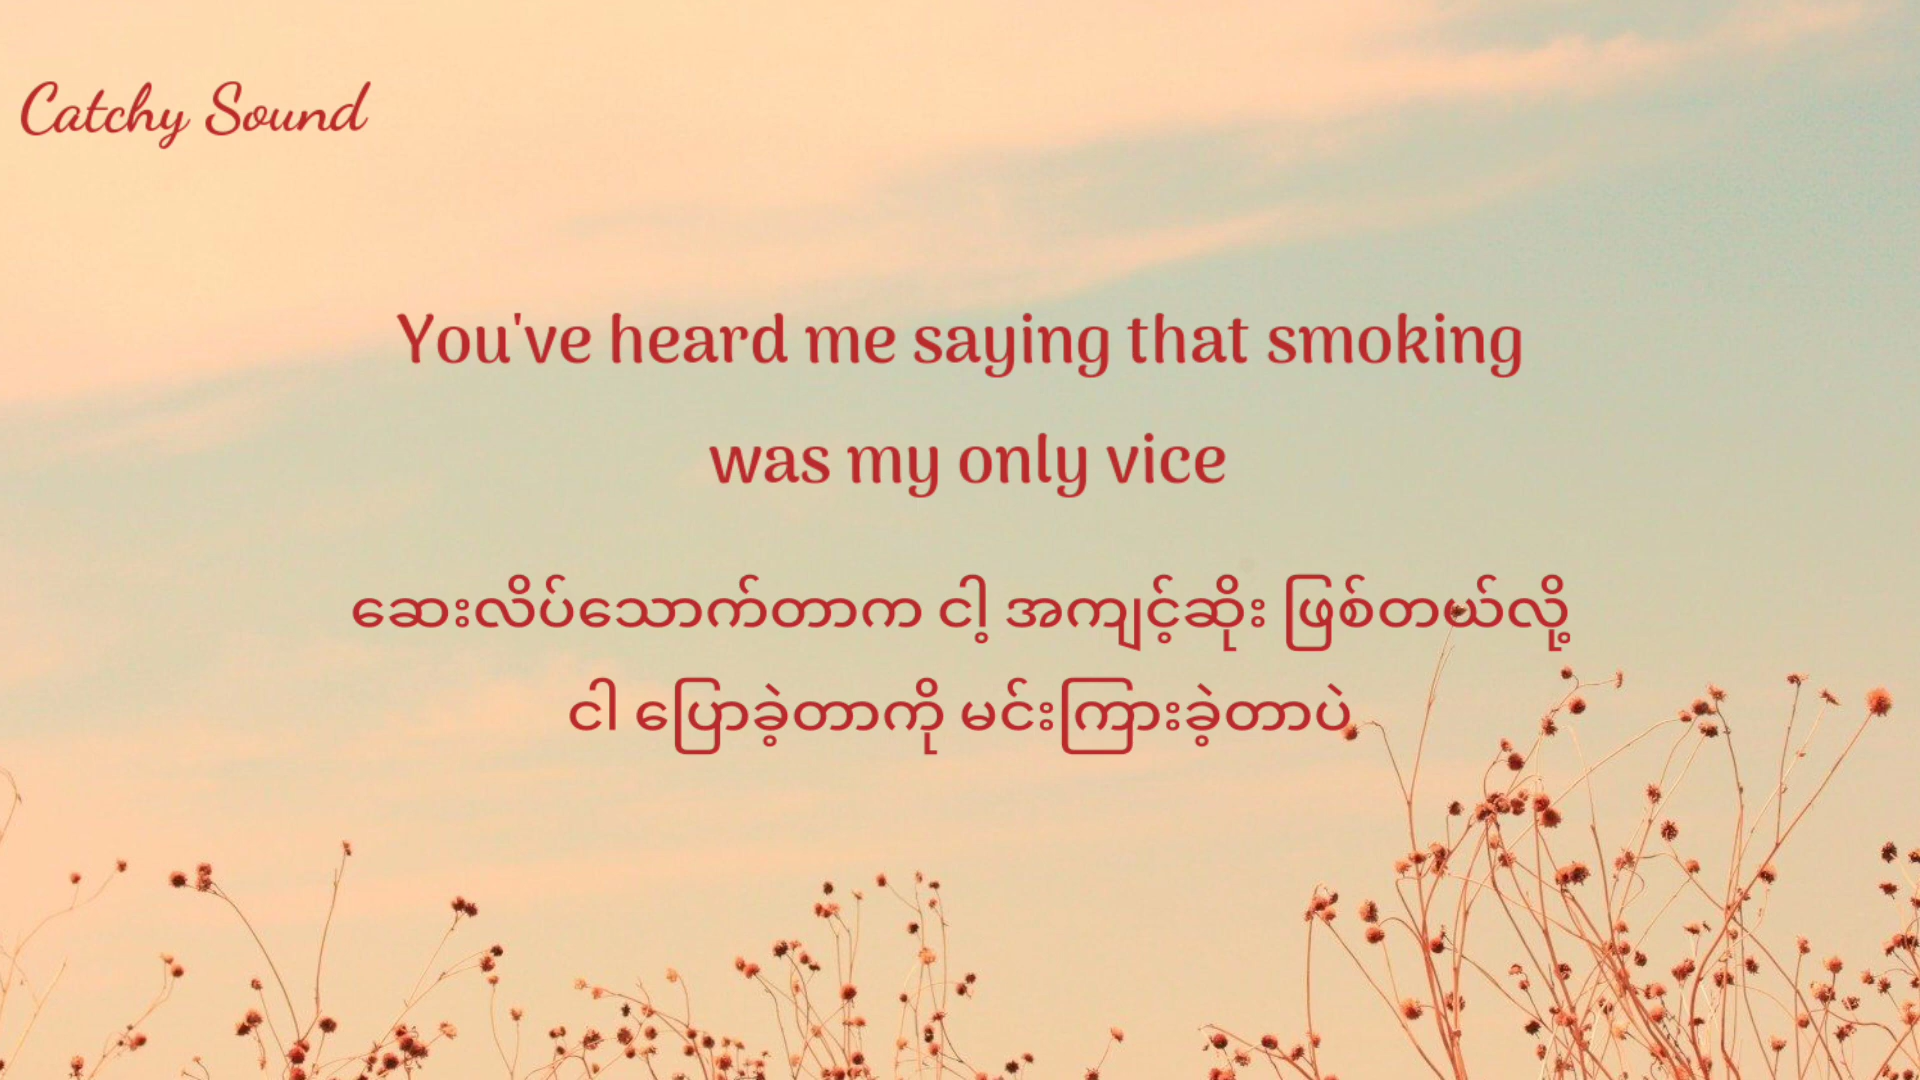 Catchy Sound
You've heard me saying that smoking
was my only vice
ဆေးလိပ်သောက်တာက ငါ့ အကျင့်ဆိုး ဖြစ်တယ်လို့
ငါ ပြောခဲ့တာကို မင်းကြားခဲ့တာပဲ